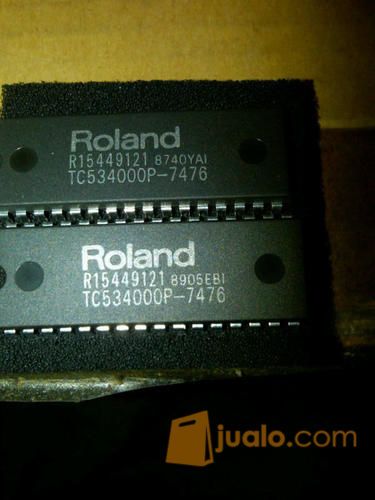 Roland
R15449121 8740YAI
TC534000P-7476
Roland
R15449121 8905EBI
TC534000P-7476
jualo.com